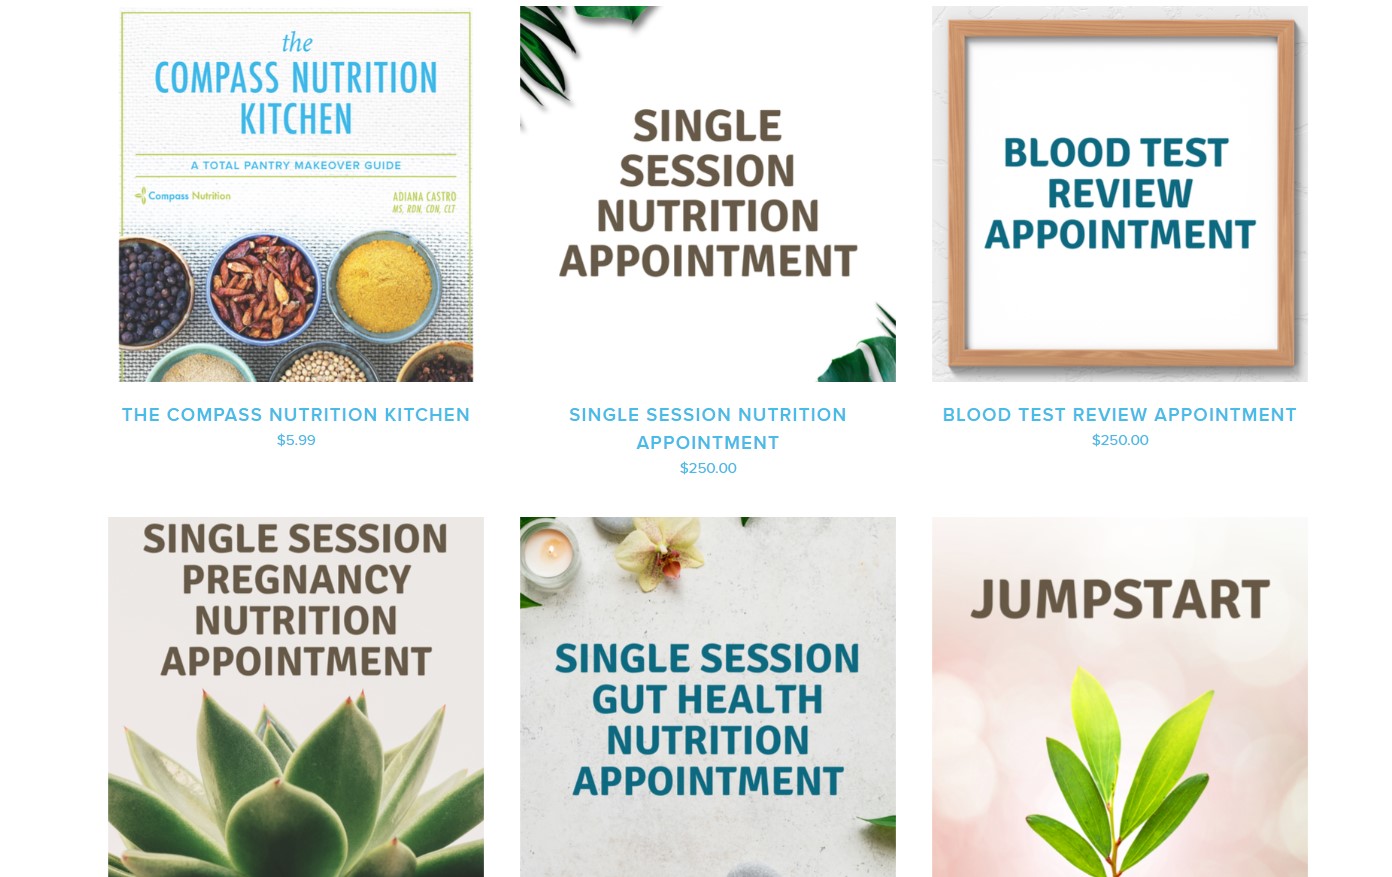 the
COMPASS NUTRITION
KITCHEN
A TOTAL PANTRY MAKEOVER GUIDE
Compass Nutrition
ADIANA CASTRO
MS, RDN, CDN, CLT
SINGLE
SESSION
NUTRITION
APPOINTMENT
BLOOD TEST
REVIEW
APPOINTMENT
THE COMPASS NUTRITION KITCHEN
$5.99
SINGLE SESSION NUTRITION
APPOINTMENT
$250.00
BLOOD TEST REVIEW APPOINTMENT
$250.00
SINGLE SESSION
PREGNANCY
NUTRITION
APPOINTMENT
SINGLE SESSION
GUT HEALTH
NUTRITION
APPOINTMENT
JUMPSTART